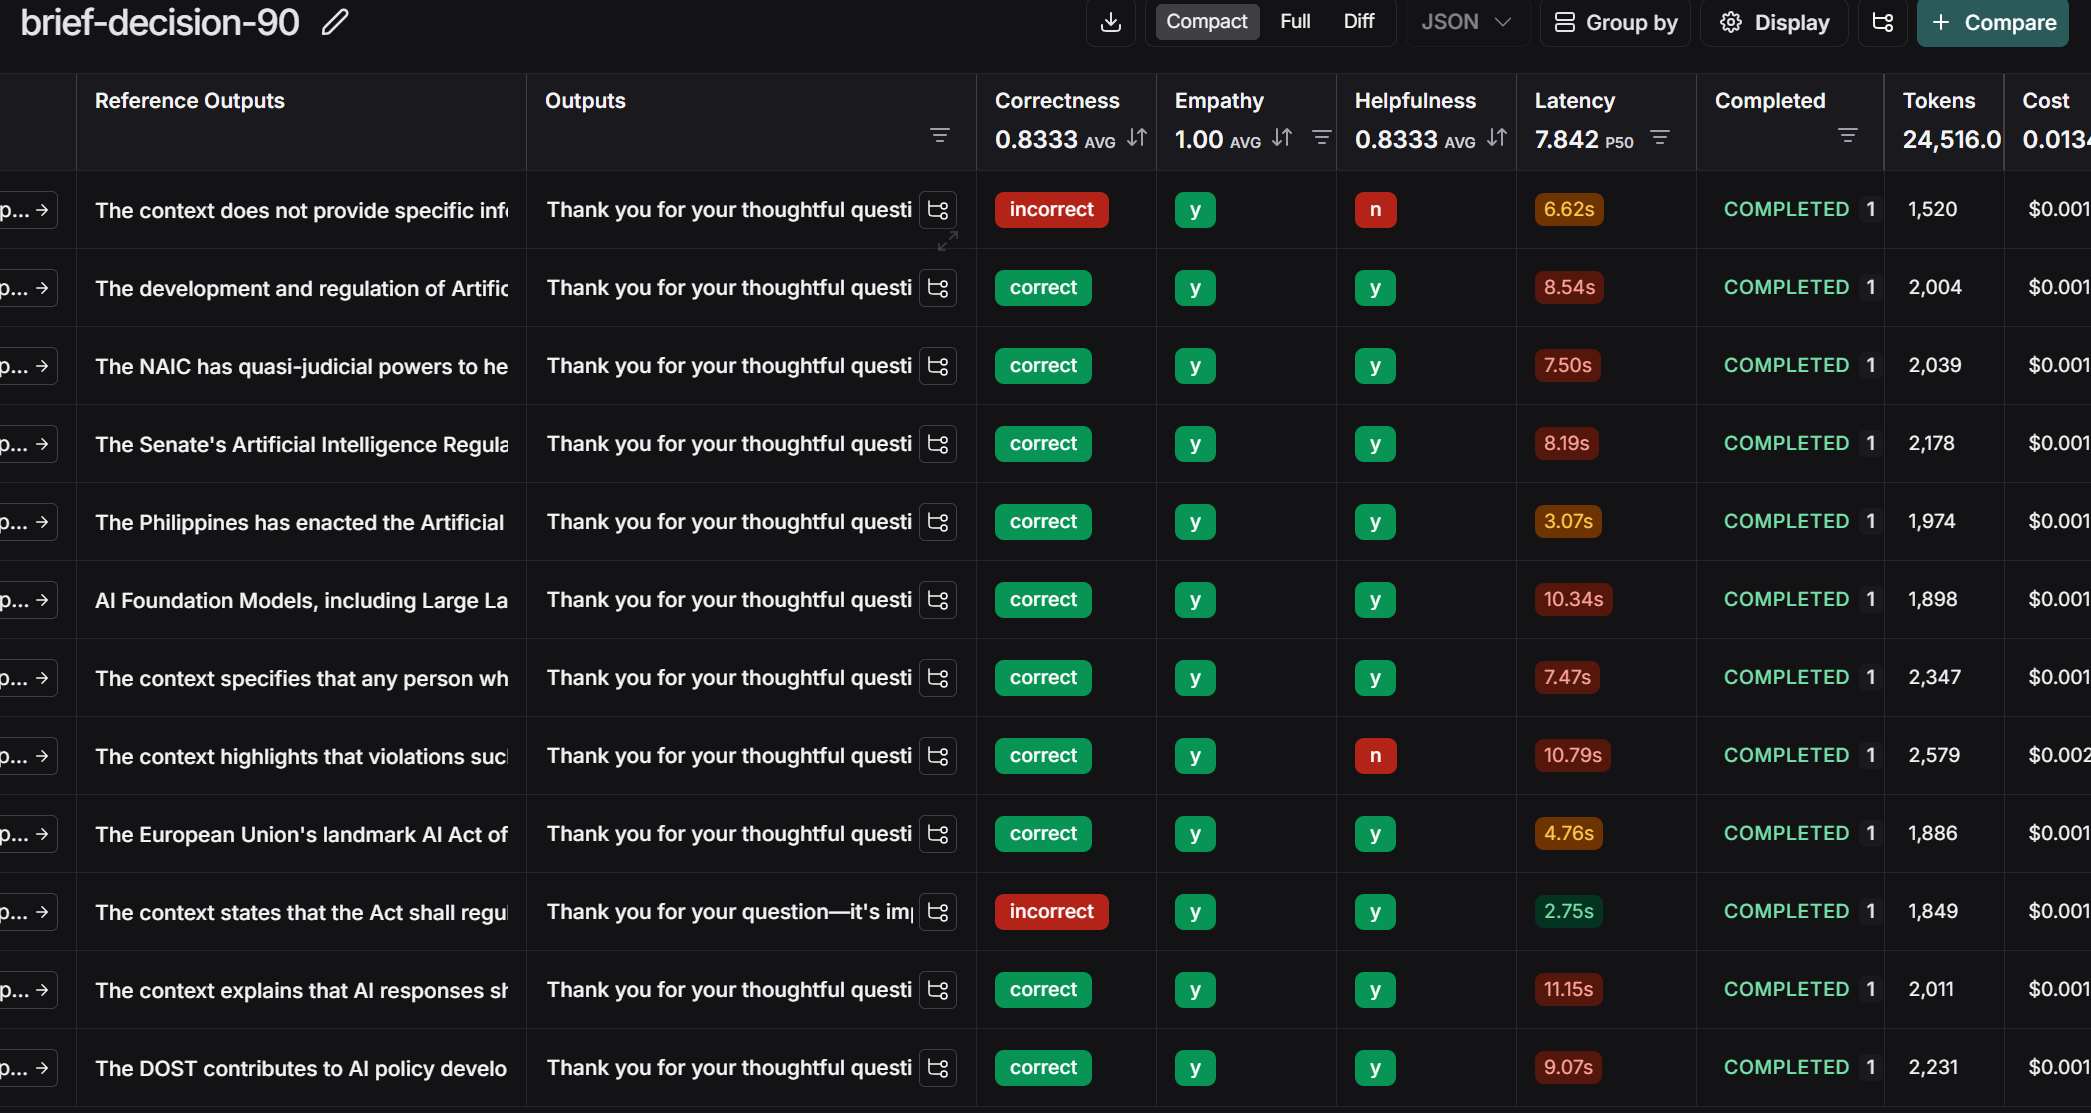 brief-decision-90
Compact Full Diff JSON Group by Display + Compare
Reference Outputs Outputs Correctness Empathy Helpfulness Latency Completed Tokens Cost
0.8333 AVG 1.00 AVG 0.8333 AVG 7.842 P50 24,516.0 0.0134
p... → The context does not provide specific info Thank you for your thoughtful questi incorrect y n 6.62s COMPLETED 1 1,520 $0.001
p... → The development and regulation of Artific Thank you for your thoughtful questi correct y y 8.54s COMPLETED 1 2,004 $0.001
p... → The NAIC has quasi-judicial powers to he Thank you for your thoughtful questi correct y y 7.50s COMPLETED 1 2,039 $0.001
p... → The Senate's Artificial Intelligence Regula Thank you for your thoughtful questi correct y y 8.19s COMPLETED 1 2,178 $0.001
p... → The Philippines has enacted the Artificial Thank you for your thoughtful questi correct y y 3.07s COMPLETED 1 1,974 $0.001
p... → AI Foundation Models, including Large La Thank you for your thoughtful questi correct y y 10.34s COMPLETED 1 1,898 $0.001
p... → The context specifies that any person wh Thank you for your thoughtful questi correct y y 7.47s COMPLETED 1 2,347 $0.001
p... → The context highlights that violations suc Thank you for your thoughtful questi correct y n 10.79s COMPLETED 1 2,579 $0.002
p... → The European Union's landmark AI Act of Thank you for your thoughtful questi correct y y 4.76s COMPLETED 1 1,886 $0.001
p... → The context states that the Act shall regul Thank you for your question—it's imp incorrect y y 2.75s COMPLETED 1 1,849 $0.001
p... → The context explains that AI responses sh Thank you for your thoughtful questi correct y y 11.15s COMPLETED 1 2,011 $0.001
p... → The DOST contributes to AI policy develo Thank you for your thoughtful questi correct y y 9.07s COMPLETED 1 2,231 $0.001